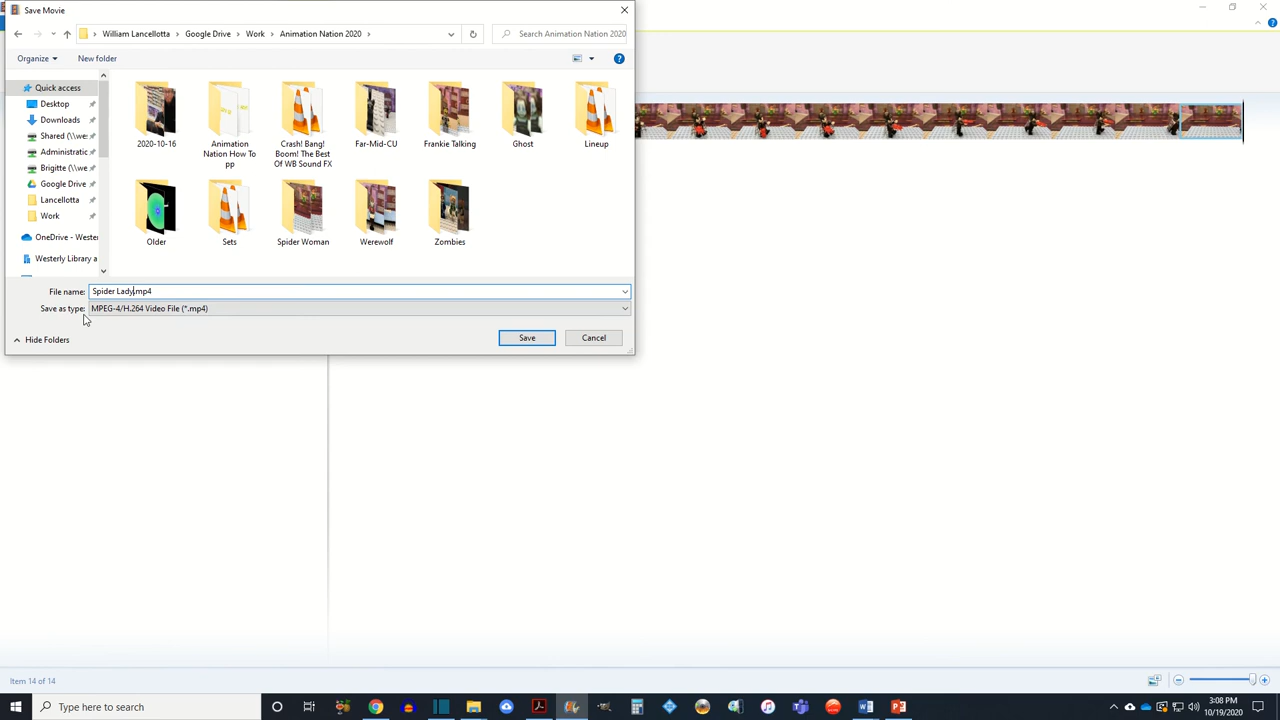 Save Movie
William Lancellotta > Google Drive > Work > Animation Nation 2020 >
Search Animation Nation 2020
Organize
New folder
Quick access
Desktop
Downloads
Shared (\\we
Administratic
Brigitte (\\we
Google Drive
Lancellotta
Work
OneDrive - Wester
Westerly Library a
2020-10-16
Animation
Nation How To
pp
Crash! Bang!
Boom! The Best
Of WB Sound FX
Far-Mid-CU
Frankie Talking
Ghost
Lineup
Older
Sets
Spider Woman
Werewolf
Zombies
File name: Spider Lady.mp4
Save as type: MPEG-4/H.264 Video File (*.mp4)
Hide Folders
Save
Cancel
Item 14 of 14
Type here to search
3:08 PM
10/19/2020